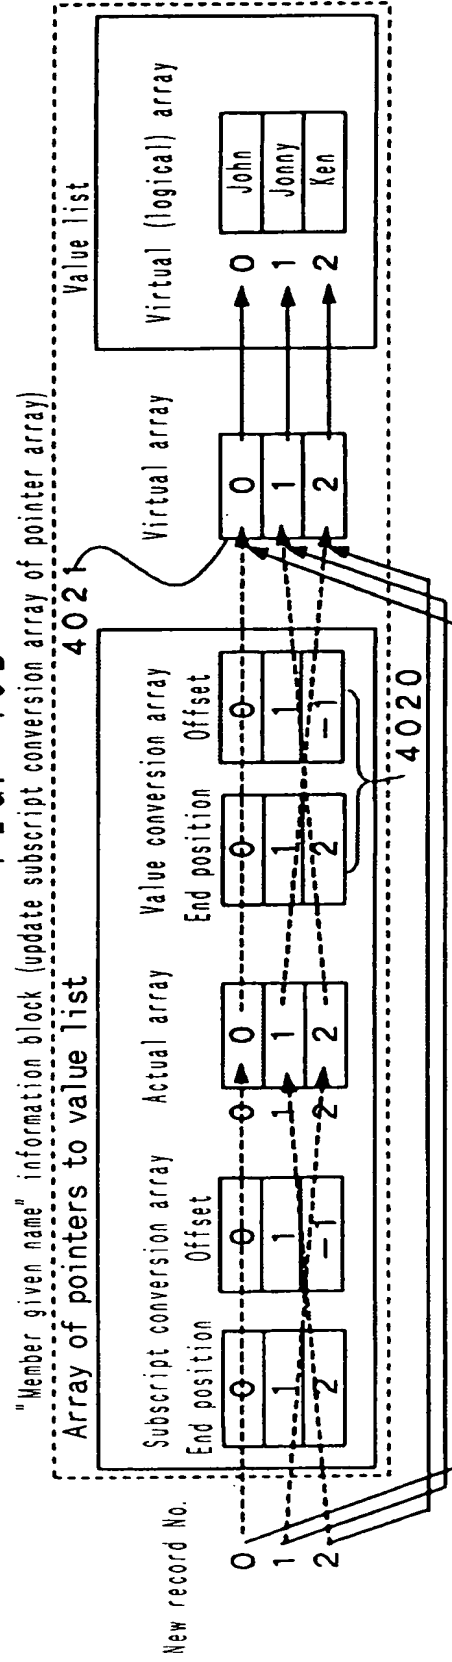 "Member given name" information block (update subscript conversion array of pointer array)
Array of pointers to value list
4021
Value list
New record No.
0
1
2
Subscript conversion array
End position
Offset
0
1
2
0
1
-1
Actual array
0
1
2
0
1
2
Value conversion array
End position
Offset
0
1
2
0
1
-1
4020
Virtual array
0
1
2
Virtual (logical) array
0
1
2
John
Jonny
Ken